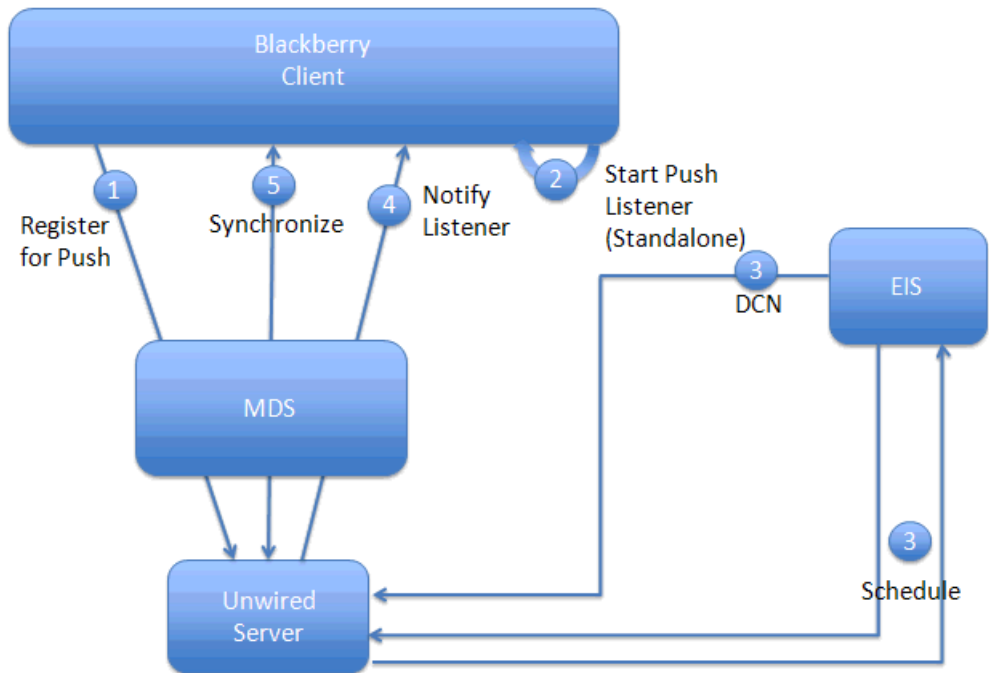 Blackberry
Client
1
5
4
2
Register
for Push
Synchronize
Notify
Listener
Start Push
Listener
(Standalone)
3
DCN
EIS
MDS
3
Schedule
Unwired
Server